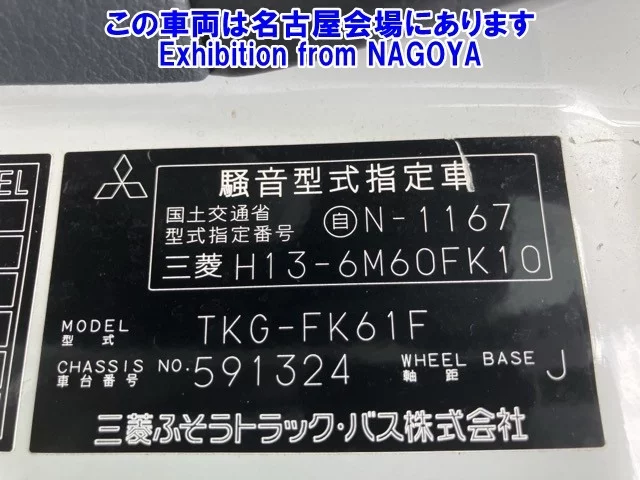 この車両は名古屋会場にあります
Exhibition from NAGOYA
EL
騒音型式指定車
国土交通省
型式指定番号 自 N-1167
三菱 H13-6M60FK10
MODEL 型式 TKG-FK61F
CHASSIS NO. 車台番号 591324 WHEEL BASE 軸距 J
三菱ふそうトラック・バス株式会社